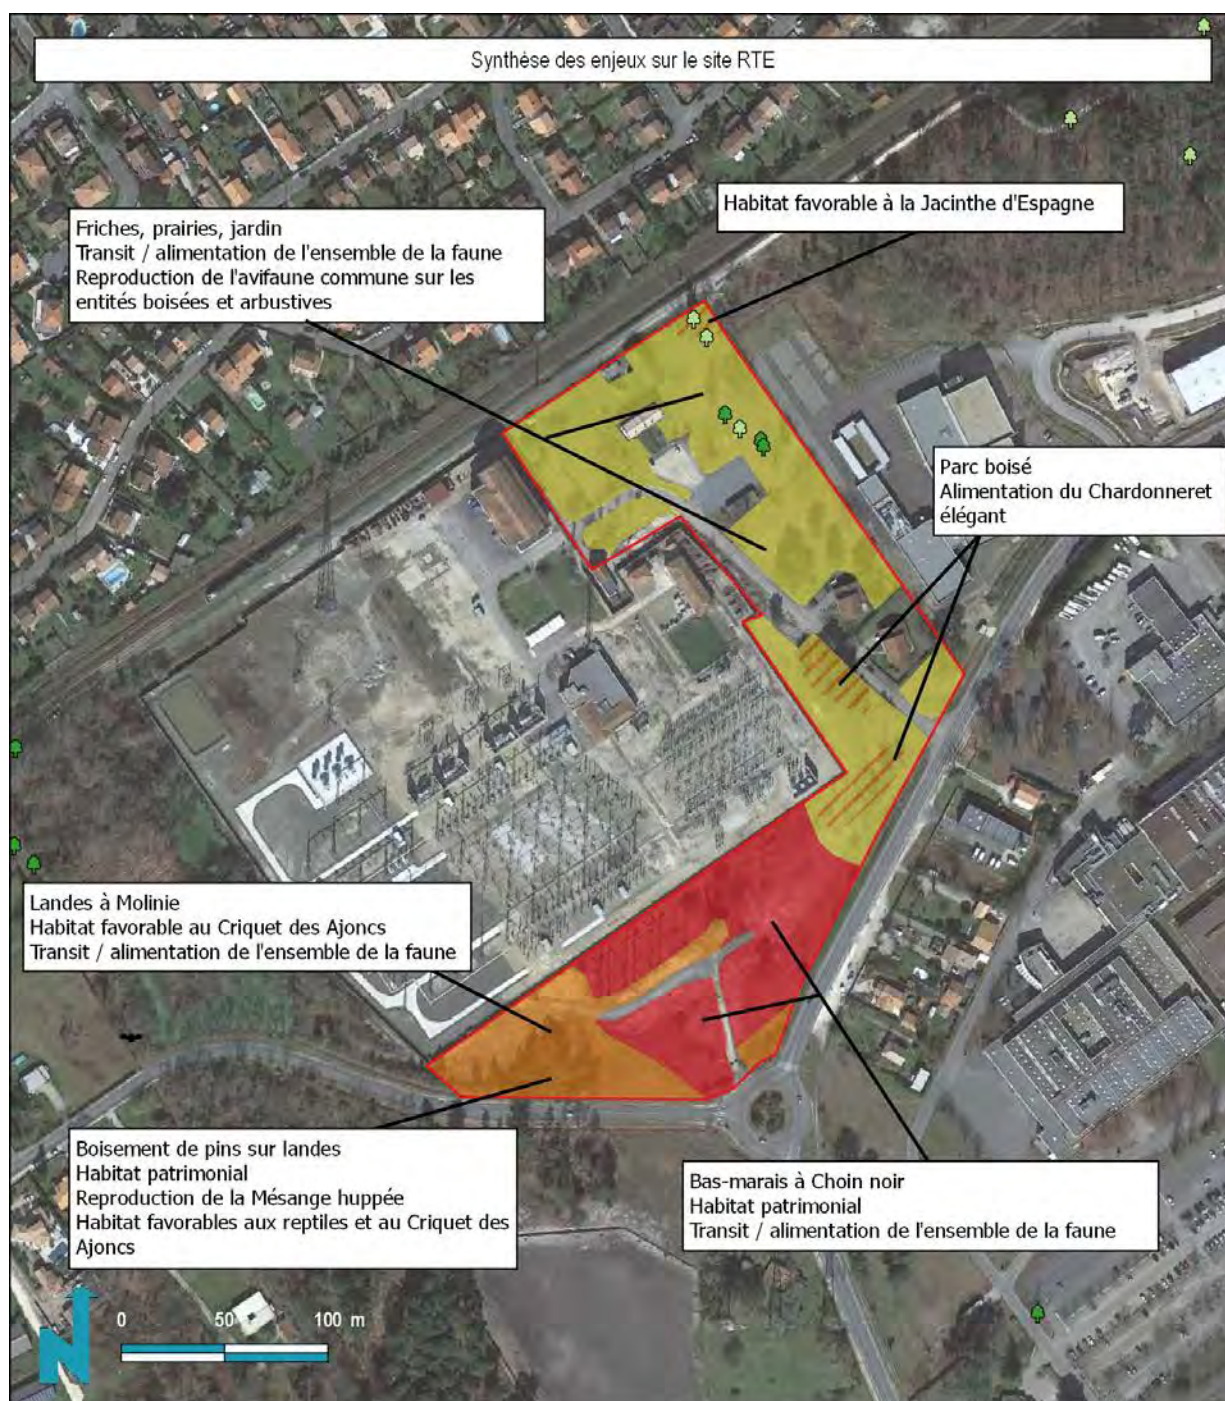 Synthèse des enjeux sur le site RTE
Habitat favorable à la Jacinthe d'Espagne
Friches, prairies, jardin
Transit / alimentation de l'ensemble de la faune
Reproduction de l'avifaune commune sur les
entités boisées et arbustives
Parc boisé
Alimentation du Chardonneret
élégant
Landes à Molinie
Habitat favorable au Criquet des Ajoncs
Transit / alimentation de l'ensemble de la faune
Boisement de pins sur landes
Habitat patrimonial
Reproduction de la Mésange huppée
Habitat favorables aux reptiles et au Criquet des
Ajoncs
Bas-marais à Choin noir
Habitat patrimonial
Transit / alimentation de l'ensemble de la faune
N
0 50 100 m